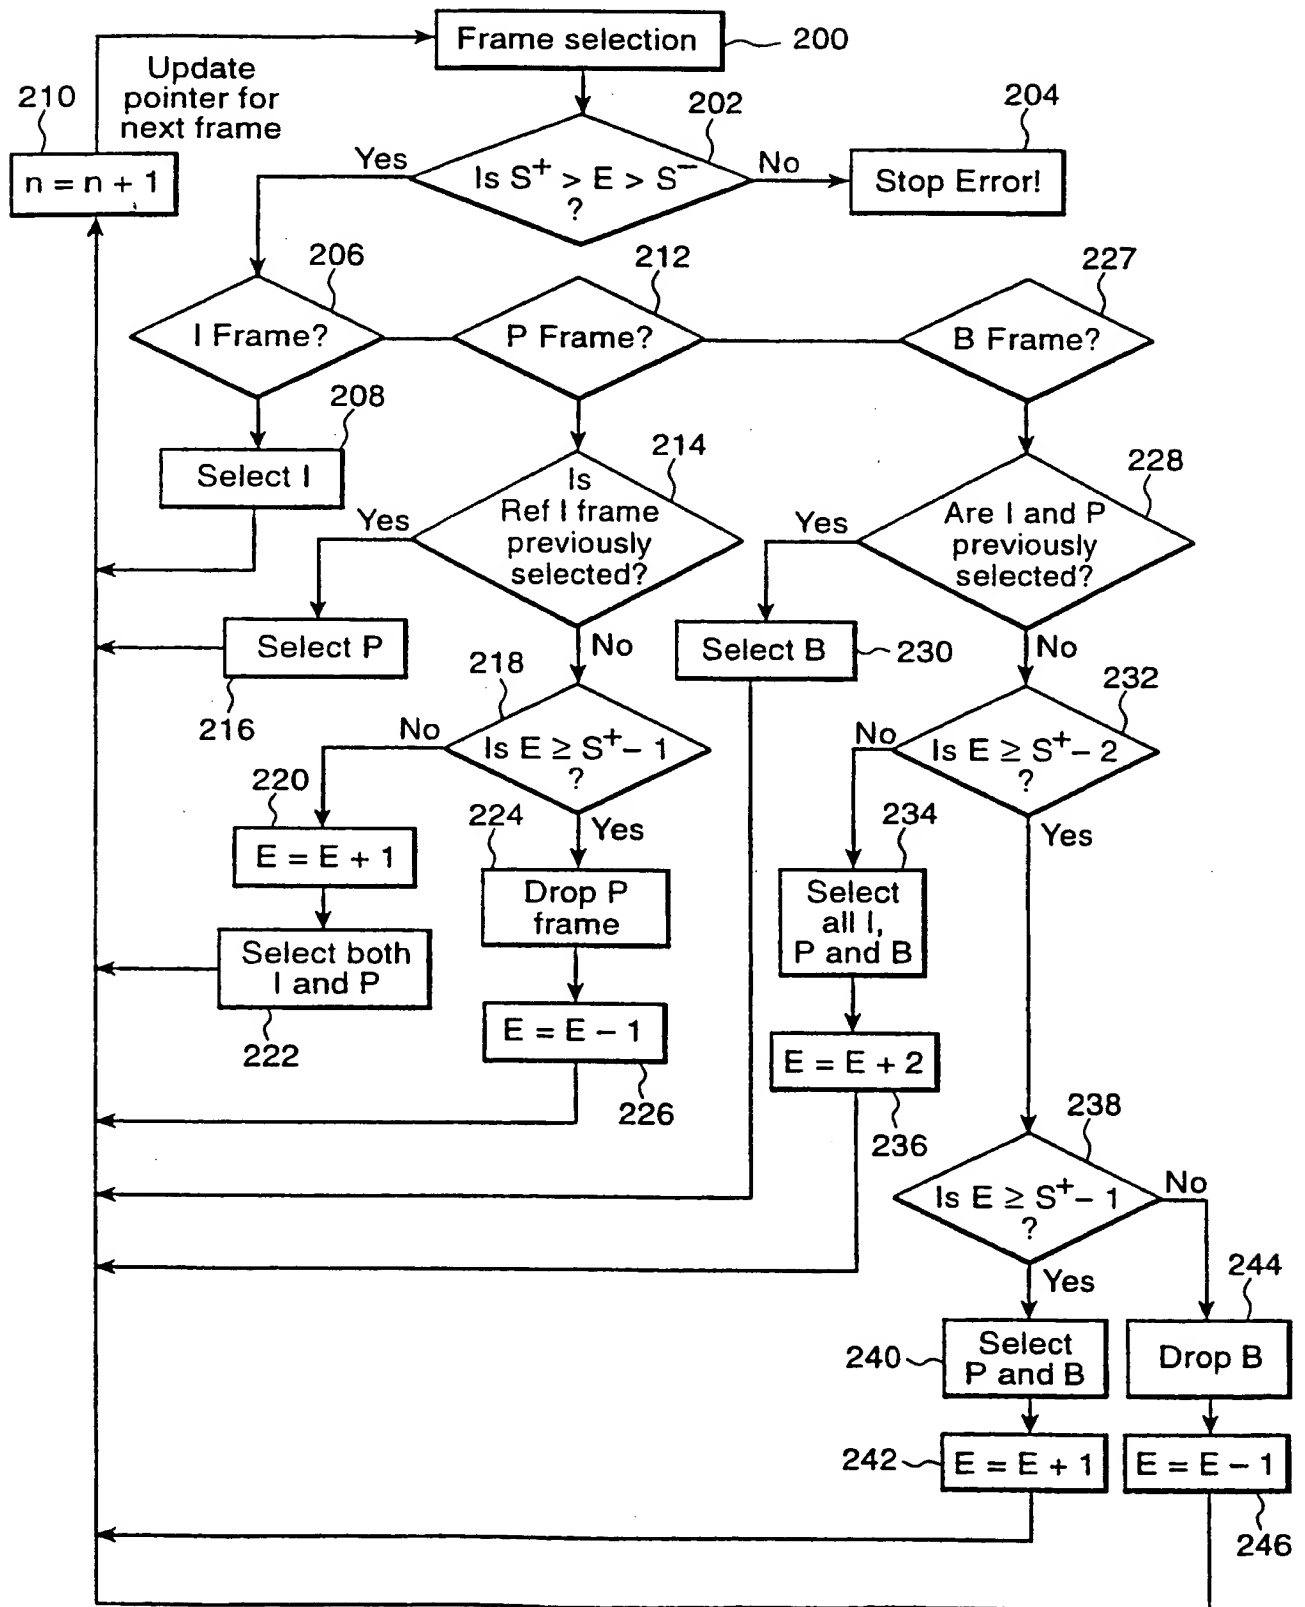 Frame selection
200
Update
pointer for
next frame
210
n = n + 1
202
Is S+ > E > S−
?
Yes
No
204
Stop Error!
206
I Frame?
212
P Frame?
227
B Frame?
208
Select I
214
Is
Ref I frame
previously
selected?
Yes
No
228
Are I and P
previously
selected?
Yes
No
Select P
216
Select B
230
218
Is E ≥ S+ − 1
?
No
Yes
232
Is E ≥ S+ − 2
?
No
Yes
220
E = E + 1
224
Drop P
frame
234
Select
all I,
P and B
Select both
I and P
222
E = E − 1
226
E = E + 2
236
238
Is E ≥ S+ − 1
?
No
Yes
240
Select
P and B
244
Drop B
242
E = E + 1
E = E − 1
246